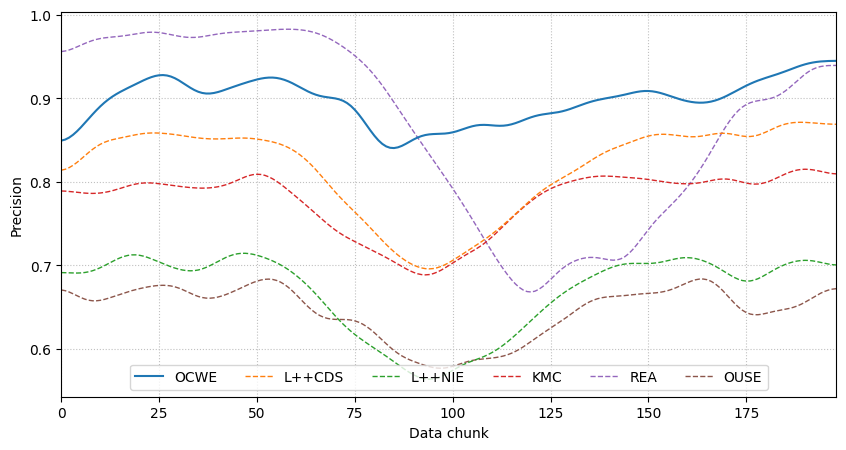 1.0
0.9
0.8
0.7
0.6
Precision
OCWE L++CDS L++NIE KMC REA OUSE
0 25 50 75 100 125 150 175
Data chunk